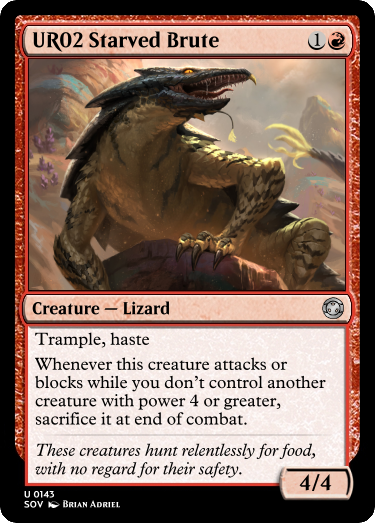 UR02 Starved Brute 1
Creature — Lizard
Trample, haste
Whenever this creature attacks or
blocks while you don't control another
creature with power 4 or greater,
sacrifice it at end of combat.
These creatures hunt relentlessly for food,
with no regard for their safety.
4/4
U 0143
SOV Brian Adriel